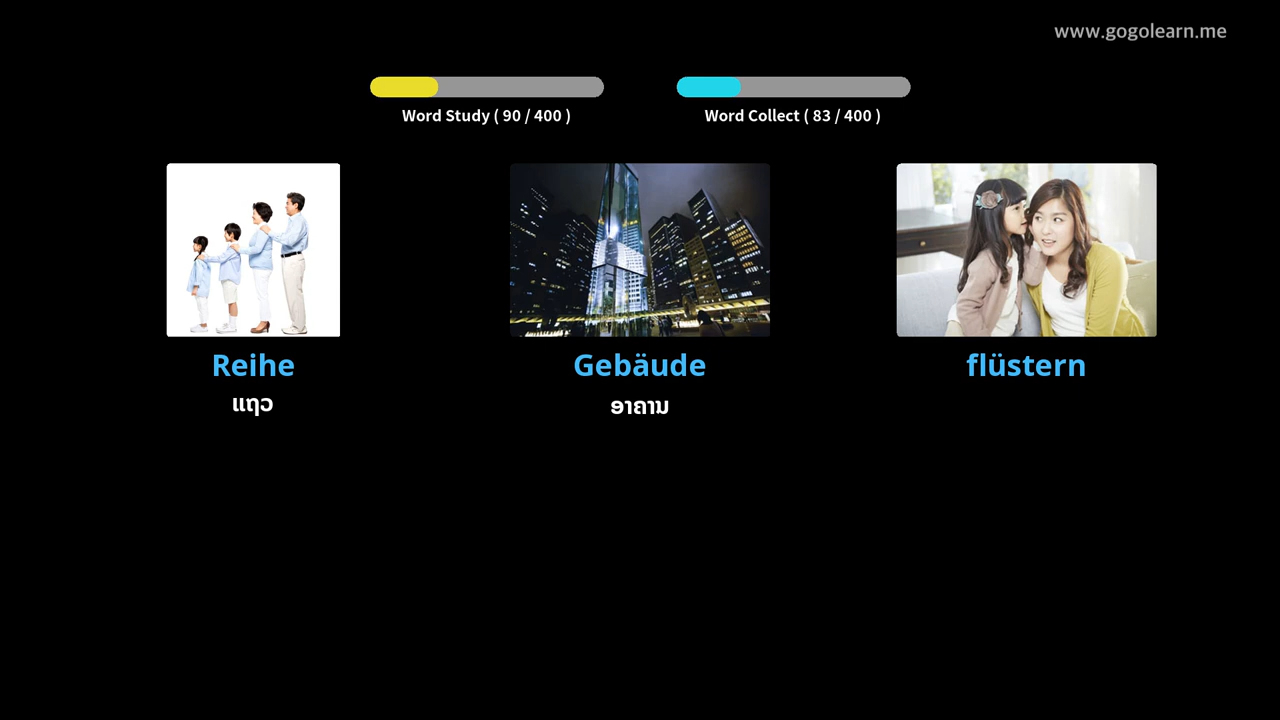 www.gogolearn.me
Word Study ( 90 / 400 )
Word Collect ( 83 / 400 )
Reihe
ແຖວ
Gebäude
ອາຄານ
flüstern